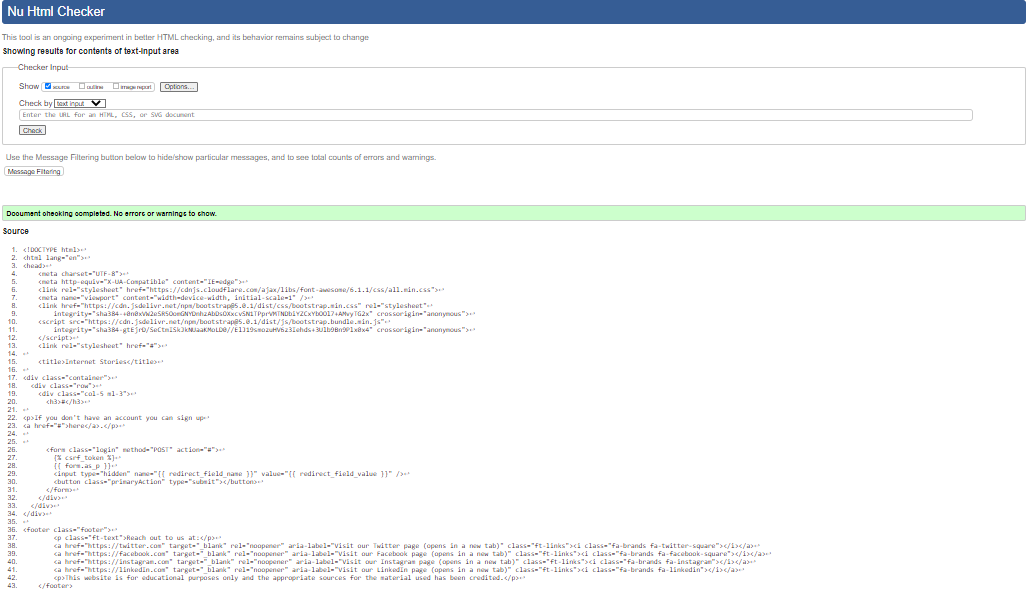 Nu Html Checker
This tool is an ongoing experiment in better HTML checking, and its behavior remains subject to change
Showing results for contents of text-input area
Checker Input
Show source outline image report Options...
Check by text input
Enter the URL for an HTML, CSS, or SVG document
Check
Use the Message Filtering button below to hide/show particular messages, and to see total counts of errors and warnings.
Message Filtering
Document checking completed. No errors or warnings to show.
Source
1. <!DOCTYPE html>↩
2. <html lang="en">↩
3. <head>↩
4. <meta charset="UTF-8">↩
5. <meta http-equiv="X-UA-Compatible" content="IE=edge">↩
6. <link rel="stylesheet" href="https://cdnjs.cloudflare.com/ajax/libs/font-awesome/6.1.1/css/all.min.css">↩
7. <meta name="viewport" content="width=device-width, initial-scale=1" />↩
8. <link href="https://cdn.jsdelivr.net/npm/bootstrap@5.0.1/dist/css/bootstrap.min.css" rel="stylesheet"↩
9. crossorigin="anonymous">↩
10. <script src="https://cdn.jsdelivr.net/npm/bootstrap@5.0.1/dist/js/bootstrap.bundle.min.js"↩
11. crossorigin="anonymous">↩
12. </script>↩
13. <link rel="stylesheet" href="#">↩
14. ↩
15. <title>Internet Stories</title>↩
16. ↩
17. <div class="container">↩
18. <div class="row">↩
19. <div class="col-5 ml-3">↩
20. <h3>#</h3>↩
21. ↩
22. <p>If you don't have an account you can sign up↩
23. <a href="#">here</a>.</p>↩
24. ↩
25. ↩
26. <form class="login" method="POST" action="#">↩
27. {% csrf_token %}↩
28. {{ form.as_p }}↩
29. <input type="hidden" name="{{ redirect_field_name }}" value="{{ redirect_field_value }}" />↩
30. <button class="primaryAction" type="submit"></button>↩
31. </form>↩
32. </div>↩
33. </div>↩
34. </div>↩
35. ↩
36. <footer class="footer">↩
37. <p class="ft-text">Reach out to us at:</p>↩
38. <a href="https://twitter.com" target="_blank" rel="noopener" aria-label="Visit our Twitter page (opens in a new tab)" class="ft-links"><i class="fa-brands fa-twitter-square"></i></a>↩
39. <a href="https://facebook.com" target="_blank" rel="noopener" aria-label="Visit our Facebook page (opens in a new tab)" class="ft-links"><i class="fa-brands fa-facebook-square"></i></a>↩
40. <a href="https://instagram.com" target="_blank" rel="noopener" aria-label="Visit our Instagram page (opens in a new tab)" class="ft-links"><i class="fa-brands fa-instagram"></i></a>↩
41. <a href="https://linkedin.com" target="_blank" rel="noopener" aria-label="Visit our Linkedin page (opens in a new tab)" class="ft-links"><i class="fa-brands fa-linkedin"></i></a>↩
42. <p>This website is for educational purposes only and the appropriate sources for the material used has been credited.</p>↩
43. </footer>